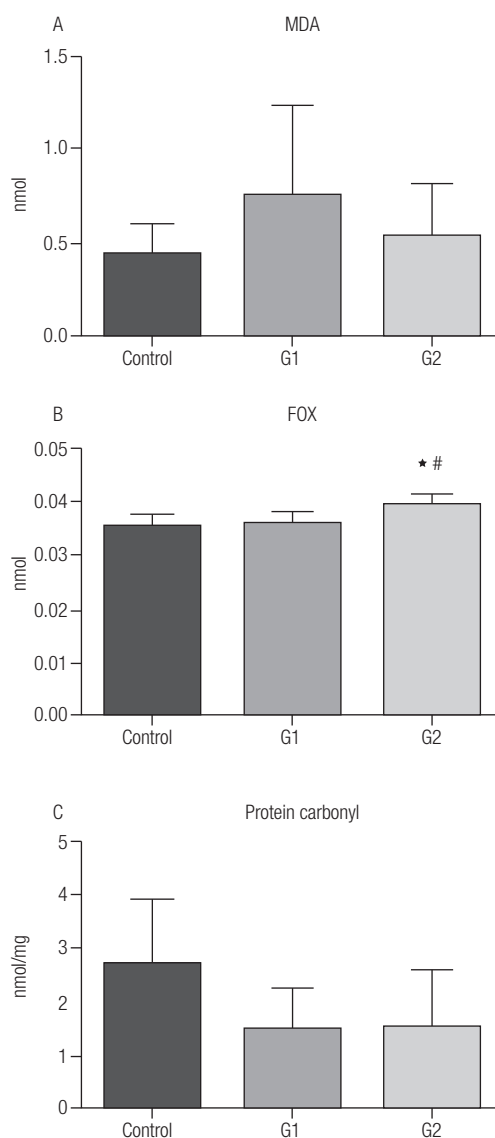 A MDA
1.5
1.0
0.5
0.0
nmol
Control G1 G2
B FOX
0.05
0.04
0.03
0.02
0.01
0.00
nmol
★ #
Control G1 G2
C Protein carbonyl
5
4
3
2
1
0
nmol/mg
Control G1 G2